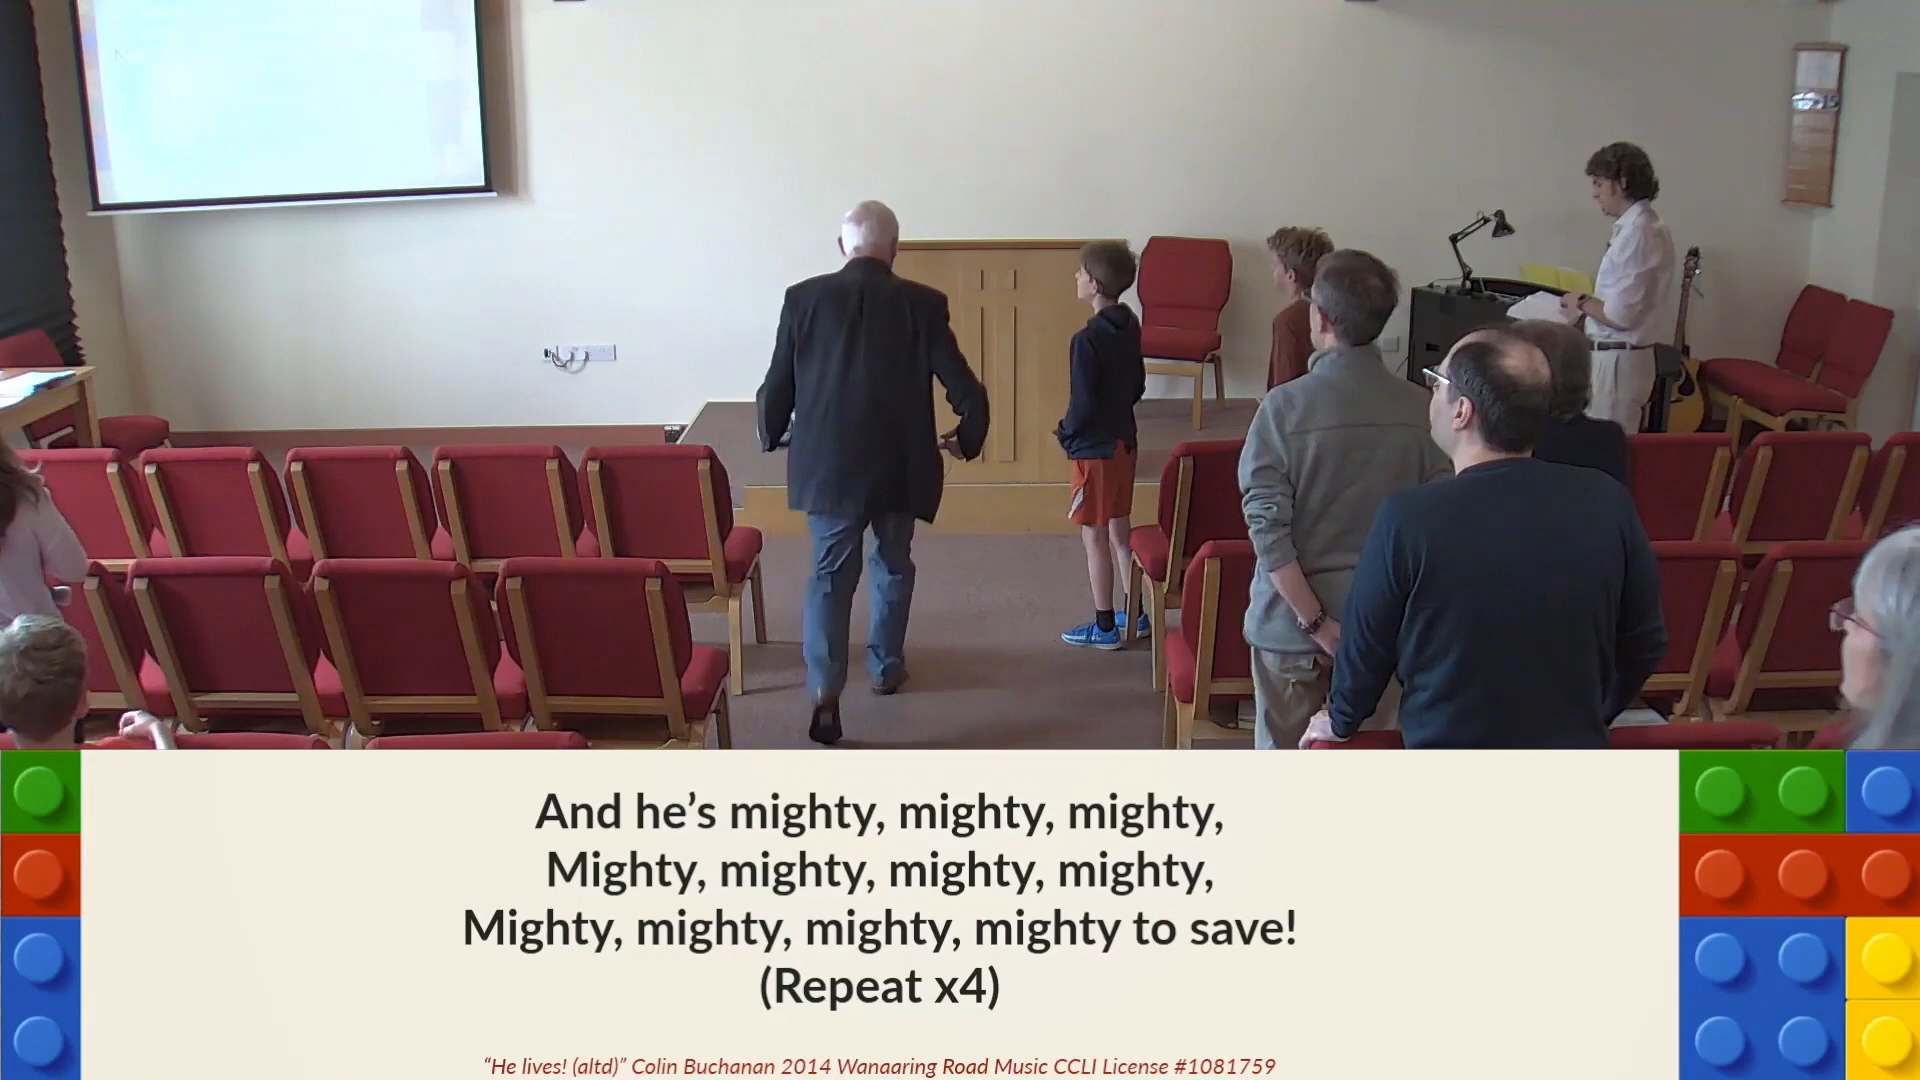 And he’s mighty, mighty, mighty,
Mighty, mighty, mighty, mighty,
Mighty, mighty, mighty, mighty to save!
(Repeat x4)
“He lives! (altd)” Colin Buchanan 2014 Wanaaring Road Music CCLI License #1081759